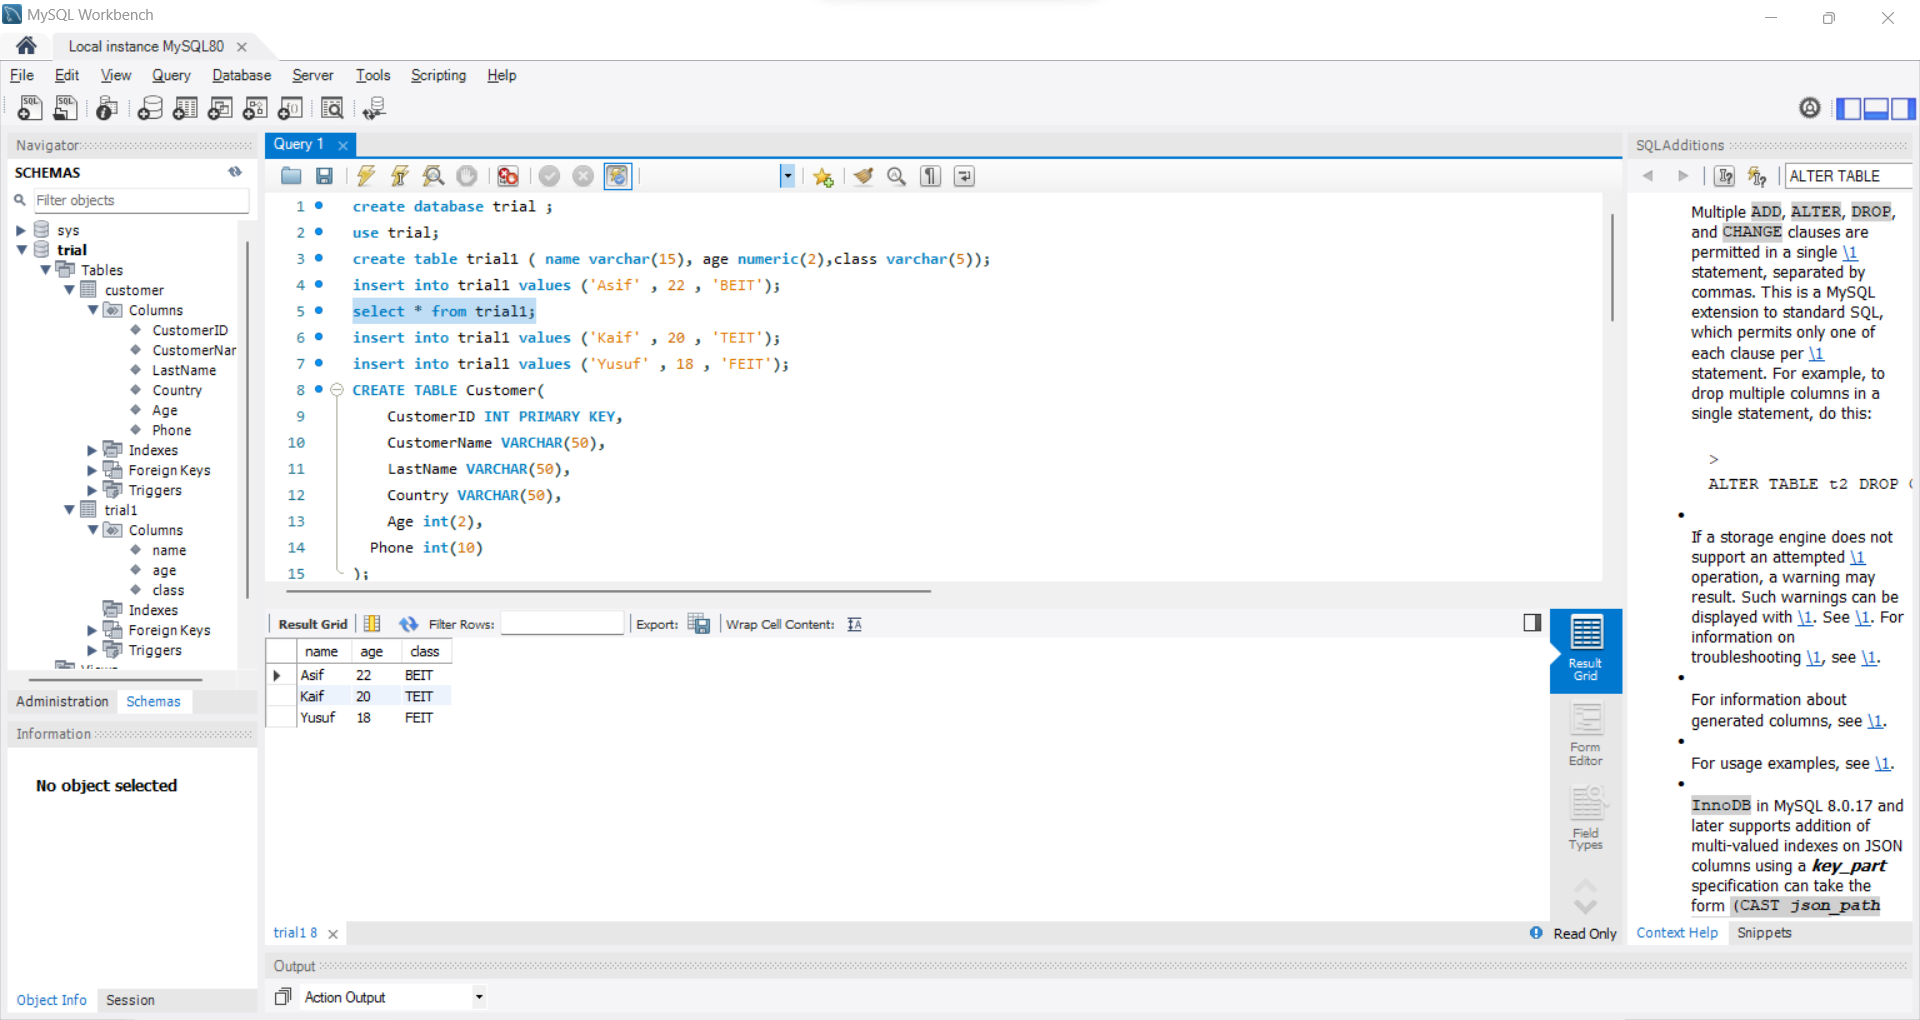 MySQL Workbench
Local instance MySQL80
File Edit View Query Database Server Tools Scripting Help
SQL SQL
Navigator
SCHEMAS
Filter objects
sys
trial
Tables
customer
Columns
CustomerID
CustomerNar
LastName
Country
Age
Phone
Indexes
Foreign Keys
Triggers
trial1
Columns
name
age
class
Indexes
Foreign Keys
Triggers
Administration Schemas
Information
No object selected
Object Info Session
Query 1
1 create database trial ;
2 use trial;
3 create table trial1 ( name varchar(15), age numeric(2),class varchar(5));
4 insert into trial1 values ('Asif' , 22 , 'BEIT');
5 select * from trial1;
6 insert into trial1 values ('Kaif' , 20 , 'TEIT');
7 insert into trial1 values ('Yusuf' , 18 , 'FEIT');
8 CREATE TABLE Customer(
9 CustomerID INT PRIMARY KEY,
10 CustomerName VARCHAR(50),
11 LastName VARCHAR(50),
12 Country VARCHAR(50),
13 Age int(2),
14 Phone int(10)
15 );
Result Grid Filter Rows: Export: Wrap Cell Content:
name age class
Asif 22 BEIT
Kaif 20 TEIT
Yusuf 18 FEIT
Result
Grid
Form
Editor
Field
Types
trial1 8
Read Only
Output
Action Output
SQLAdditions
ALTER TABLE
Multiple ADD, ALTER, DROP,
and CHANGE clauses are
permitted in a single \1
statement, separated by
commas. This is a MySQL
extension to standard SQL,
which permits only one of
each clause per \1
statement. For example, to
drop multiple columns in a
single statement, do this:
>
ALTER TABLE t2 DROP
If a storage engine does not
support an attempted \1
operation, a warning may
result. Such warnings can be
displayed with \1. See \1. For
information on
troubleshooting \1, see \1.
For information about
generated columns, see \1.
For usage examples, see \1.
InnoDB in MySQL 8.0.17 and
later supports addition of
multi-valued indexes on JSON
columns using a key_part
specification can take the
form (CAST json_path
Context Help Snippets